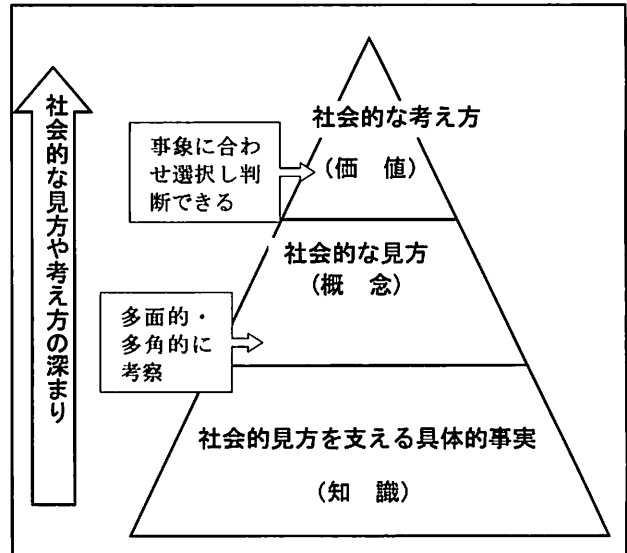 社会的な見方や考え方の深まり
社会的な考え方
（価　値）
事象に合わ
せ選択し判
断できる
社会的な見方
（概　念）
多面的・
多角的に
考察
社会的見方を支える具体的事実
（知　識）